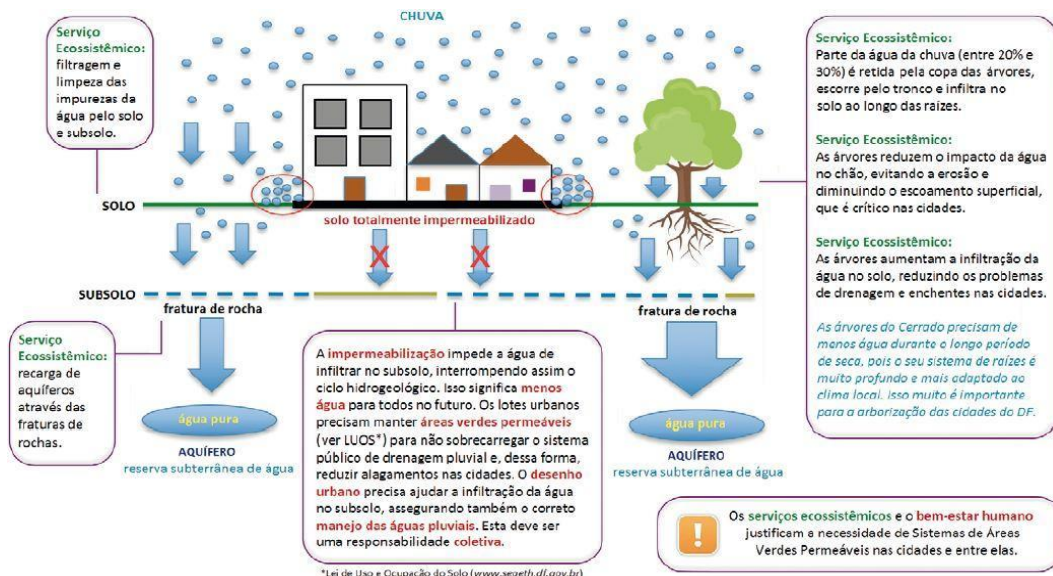 CHUVA
Serviço
Ecossistêmico:
filtragem e
limpeza das
impurezas da
água pelo solo
e subsolo.
SOLO
solo totalmente impermeabilizado
X
X
SUBSOLO
fratura de rocha
fratura de rocha
Serviço
Ecossistêmico:
recarga de
aquíferos
através das
fraturas de
rochas.
água pura
AQUÍFERO
reserva subterrânea de água
A impermeabilização impede a água de
infiltrar no subsolo, interrompendo assim o
ciclo hidrogeológico. Isso significa menos
água para todos no futuro. Os lotes urbanos
precisam manter áreas verdes permeáveis
(ver LUOS*) para não sobrecarregar o sistema
público de drenagem pluvial e, dessa forma,
reduzir alagamentos nas cidades. O desenho
urbano precisa ajudar a infiltração da água
no subsolo, assegurando também o correto
manejo das águas pluviais. Esta deve ser
uma responsabilidade coletiva.
*Lei de Uso e Ocupação do Solo (www.segeth.df.gov.br)
água pura
AQUÍFERO
reserva subterrânea de água
Serviço Ecossistêmico:
Parte da água da chuva (entre 20% e
30%) é retida pela copa das árvores,
escorre pelo tronco e infiltra no
solo ao longo das raízes.
Serviço Ecossistêmico:
As árvores reduzem o impacto da água
no chão, evitando a erosão e
diminuindo o escoamento superficial,
que é crítico nas cidades.
Serviço Ecossistêmico:
As árvores aumentam a infiltração da
água no solo, reduzindo os problemas
de drenagem e enchentes nas cidades.
As árvores do Cerrado precisam de
menos água durante o longo período
de seca, pois o seu sistema de raízes é
muito profundo e mais adaptado ao
clima local. Isso muito é importante
para a arborização das cidades do DF.
!
Os serviços ecossistêmicos e o bem-estar humano
justificam a necessidade de Sistemas de Áreas
Verdes Permeáveis nas cidades e entre elas.